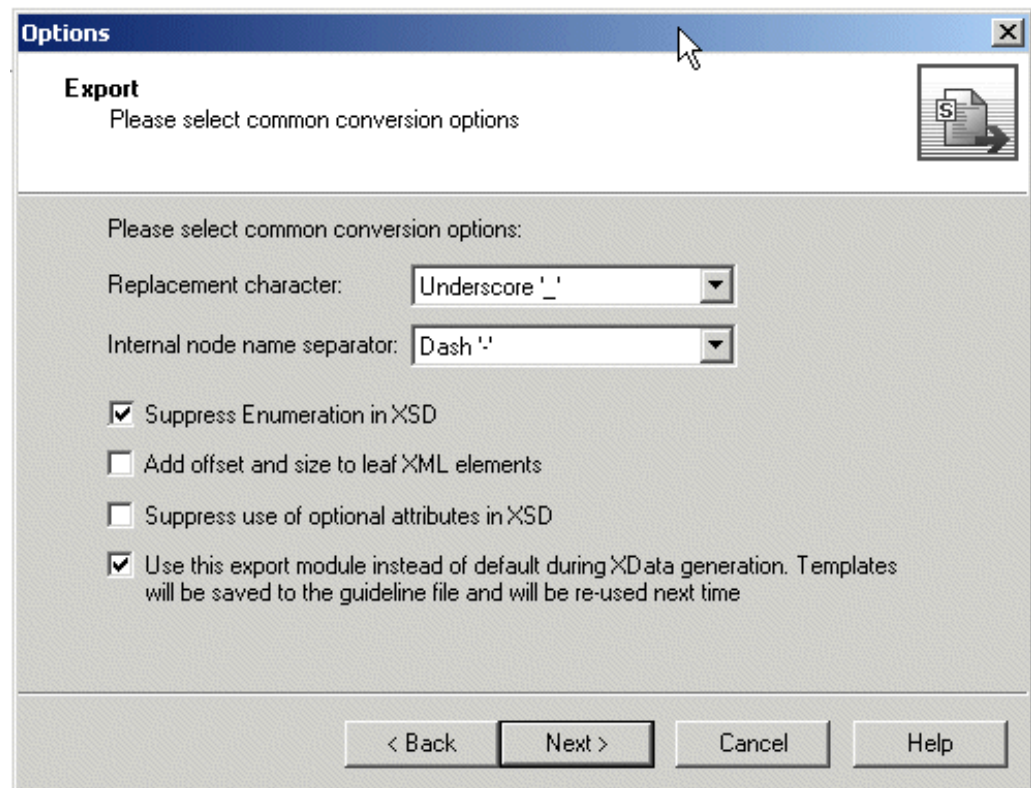 Options
Export
Please select common conversion options
S
Please select common conversion options:
Replacement character: Underscore '_'
Internal node name separator: Dash '-'
Suppress Enumeration in XSD
Add offset and size to leaf XML elements
Suppress use of optional attributes in XSD
Use this export module instead of default during XData generation. Templates
will be saved to the guideline file and will be re-used next time
< Back Next > Cancel Help